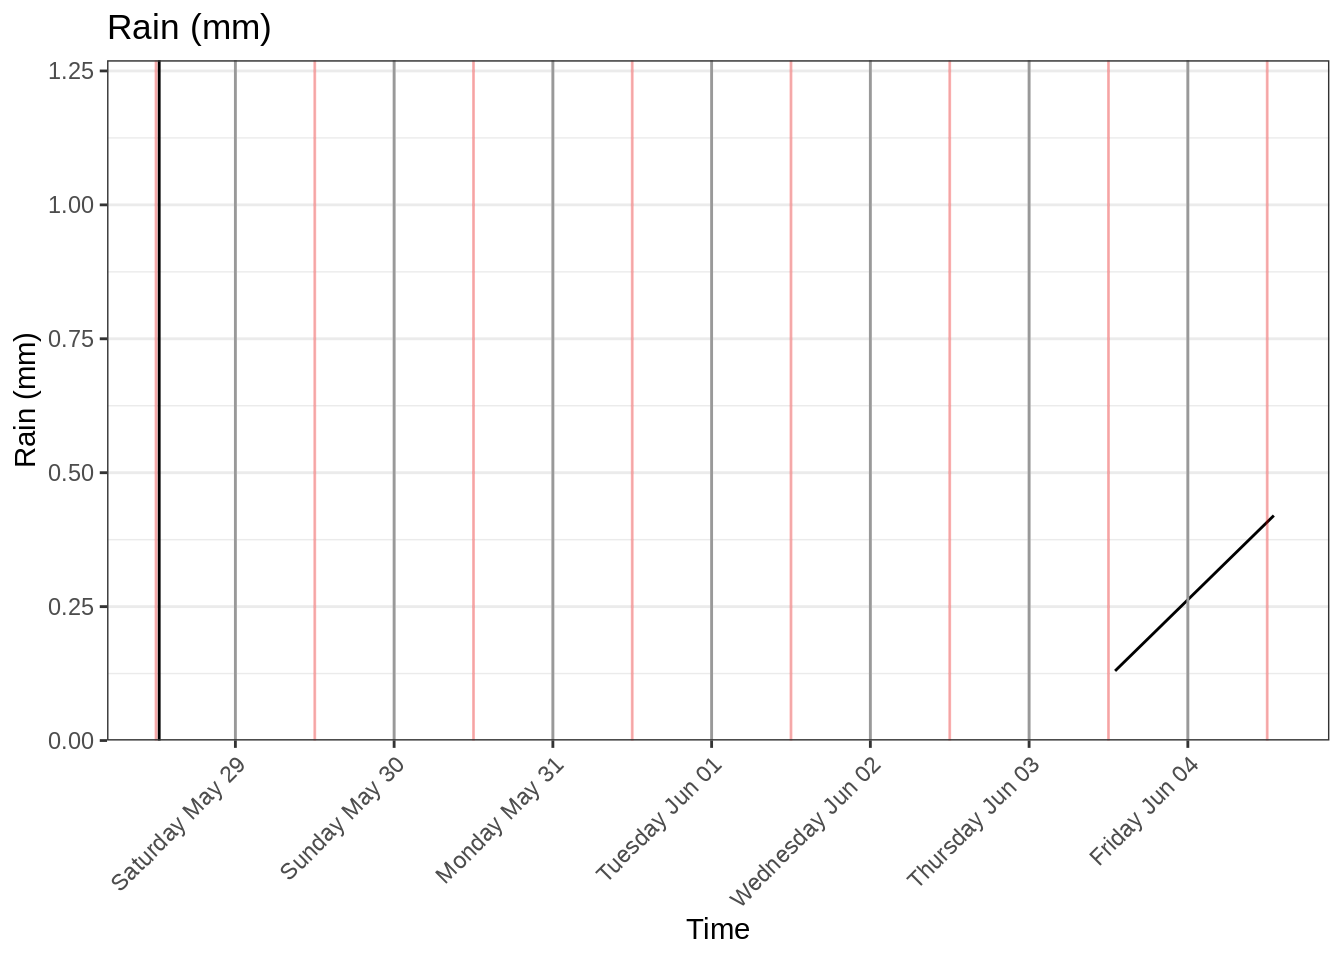 Rain (mm)
Rain (mm)
1.25
1.00
0.75
0.50
0.25
0.00
Saturday May 29
Sunday May 30
Monday May 31
Tuesday Jun 01
Wednesday Jun 02
Thursday Jun 03
Friday Jun 04
Time